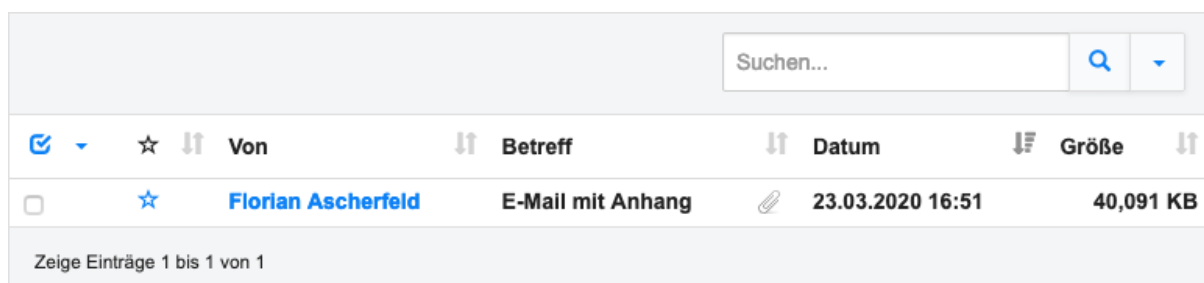 Suchen...
Von Betreff Datum Größe
Florian Ascherfeld E-Mail mit Anhang 23.03.2020 16:51 40,091 KB
Zeige Einträge 1 bis 1 von 1